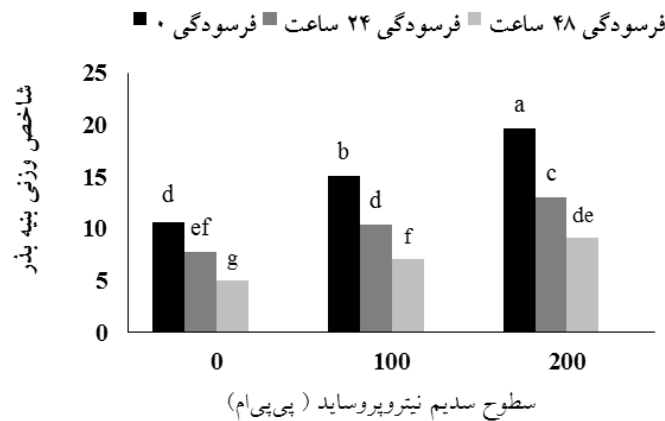 فرسودگی ۰ فرسودگی ۲۴ ساعت فرسودگی ۴۸ ساعت
شاخص وزنی بنیه بذر
25
20
15
10
5
0
d
ef
g
b
d
f
a
c
de
0 100 200
سطوح سدیم نیتروپروساید ( پی‌پی‌ام)